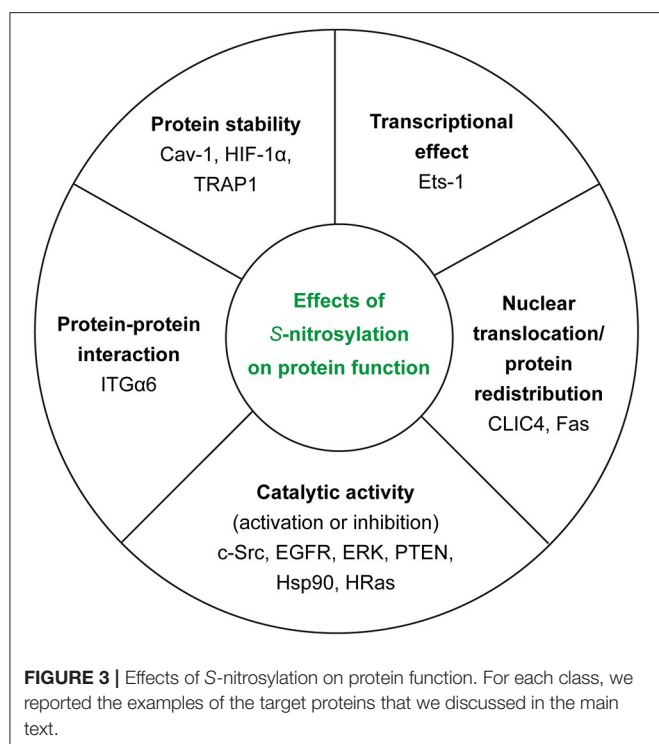 Protein stability
Cav-1, HIF-1α,
TRAP1
Transcriptional
effect
Ets-1
Protein-protein
interaction
ITGα6
Effects of
S-nitrosylation
on protein function
Nuclear
translocation/
protein
redistribution
CLIC4, Fas
Catalytic activity
(activation or inhibition)
c-Src, EGFR, ERK, PTEN,
Hsp90, HRas
FIGURE 3 | Effects of S-nitrosylation on protein function. For each class, we
reported the examples of the target proteins that we discussed in the main
text.